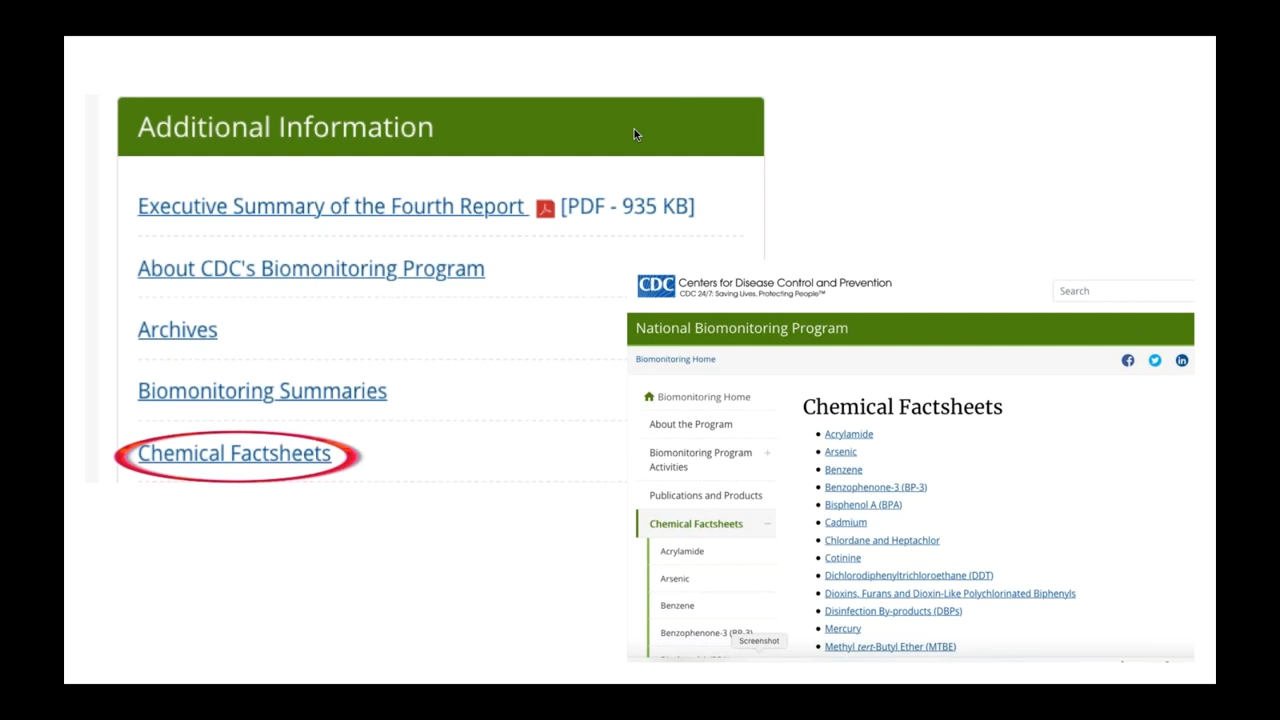 Additional Information
Executive Summary of the Fourth Report [PDF - 935 KB]
About CDC's Biomonitoring Program
Archives
Biomonitoring Summaries
Chemical Factsheets
CDC Centers for Disease Control and Prevention
CDC 24/7: Saving Lives. Protecting People™
Search
National Biomonitoring Program
Biomonitoring Home
Biomonitoring Home
About the Program
Biomonitoring Program
Activities
Publications and Products
Chemical Factsheets
Acrylamide
Arsenic
Benzene
Benzophenone-3 (BP-3)
Screenshot
Chemical Factsheets
Acrylamide
Arsenic
Benzene
Benzophenone-3 (BP-3)
Bisphenol A (BPA)
Cadmium
Chlordane and Heptachlor
Cotinine
Dichlorodiphenyltrichloroethane (DDT)
Dioxins, Furans and Dioxin-Like Polychlorinated Biphenyls
Disinfection By-products (DBPs)
Mercury
Methyl tert-Butyl Ether (MTBE)